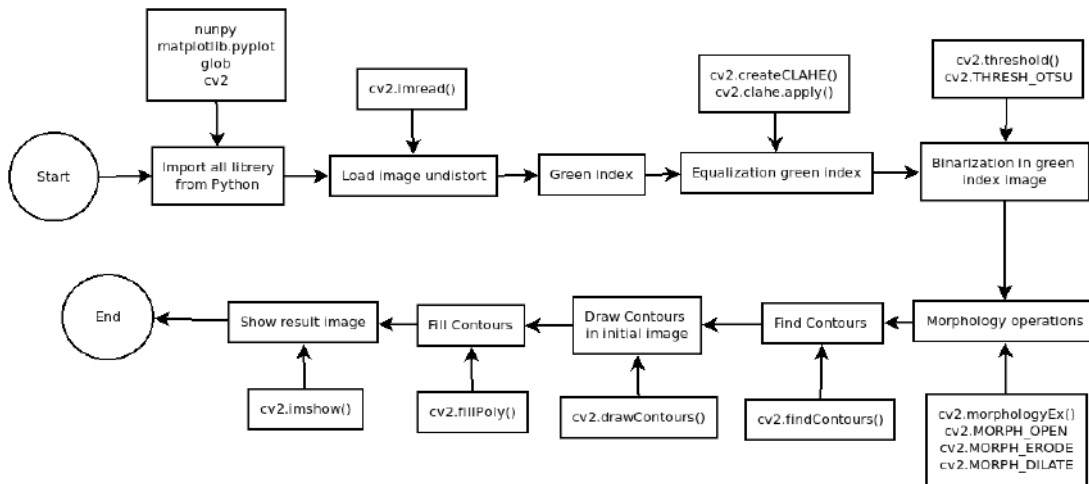 nunpy
matplotlib.pyplot
glob
cv2
cv2.imread()
cv2.createCLAHE()
cv2.clahe.apply()
cv2.threshold()
cv2.THRESH_OTSU
Start
Import all librery
from Python
Load image undistort
Green index
Equalization green index
Binarization in green
index image
End
Show result image
Fill Contours
Draw Contours
in initial image
Find Contours
Morphology operations
cv2.imshow()
cv2.fillPoly()
cv2.drawContours()
cv2.findContours()
cv2.morphologyEx()
cv2.MORPH_OPEN
cv2.MORPH_ERODE
cv2.MORPH_DILATE